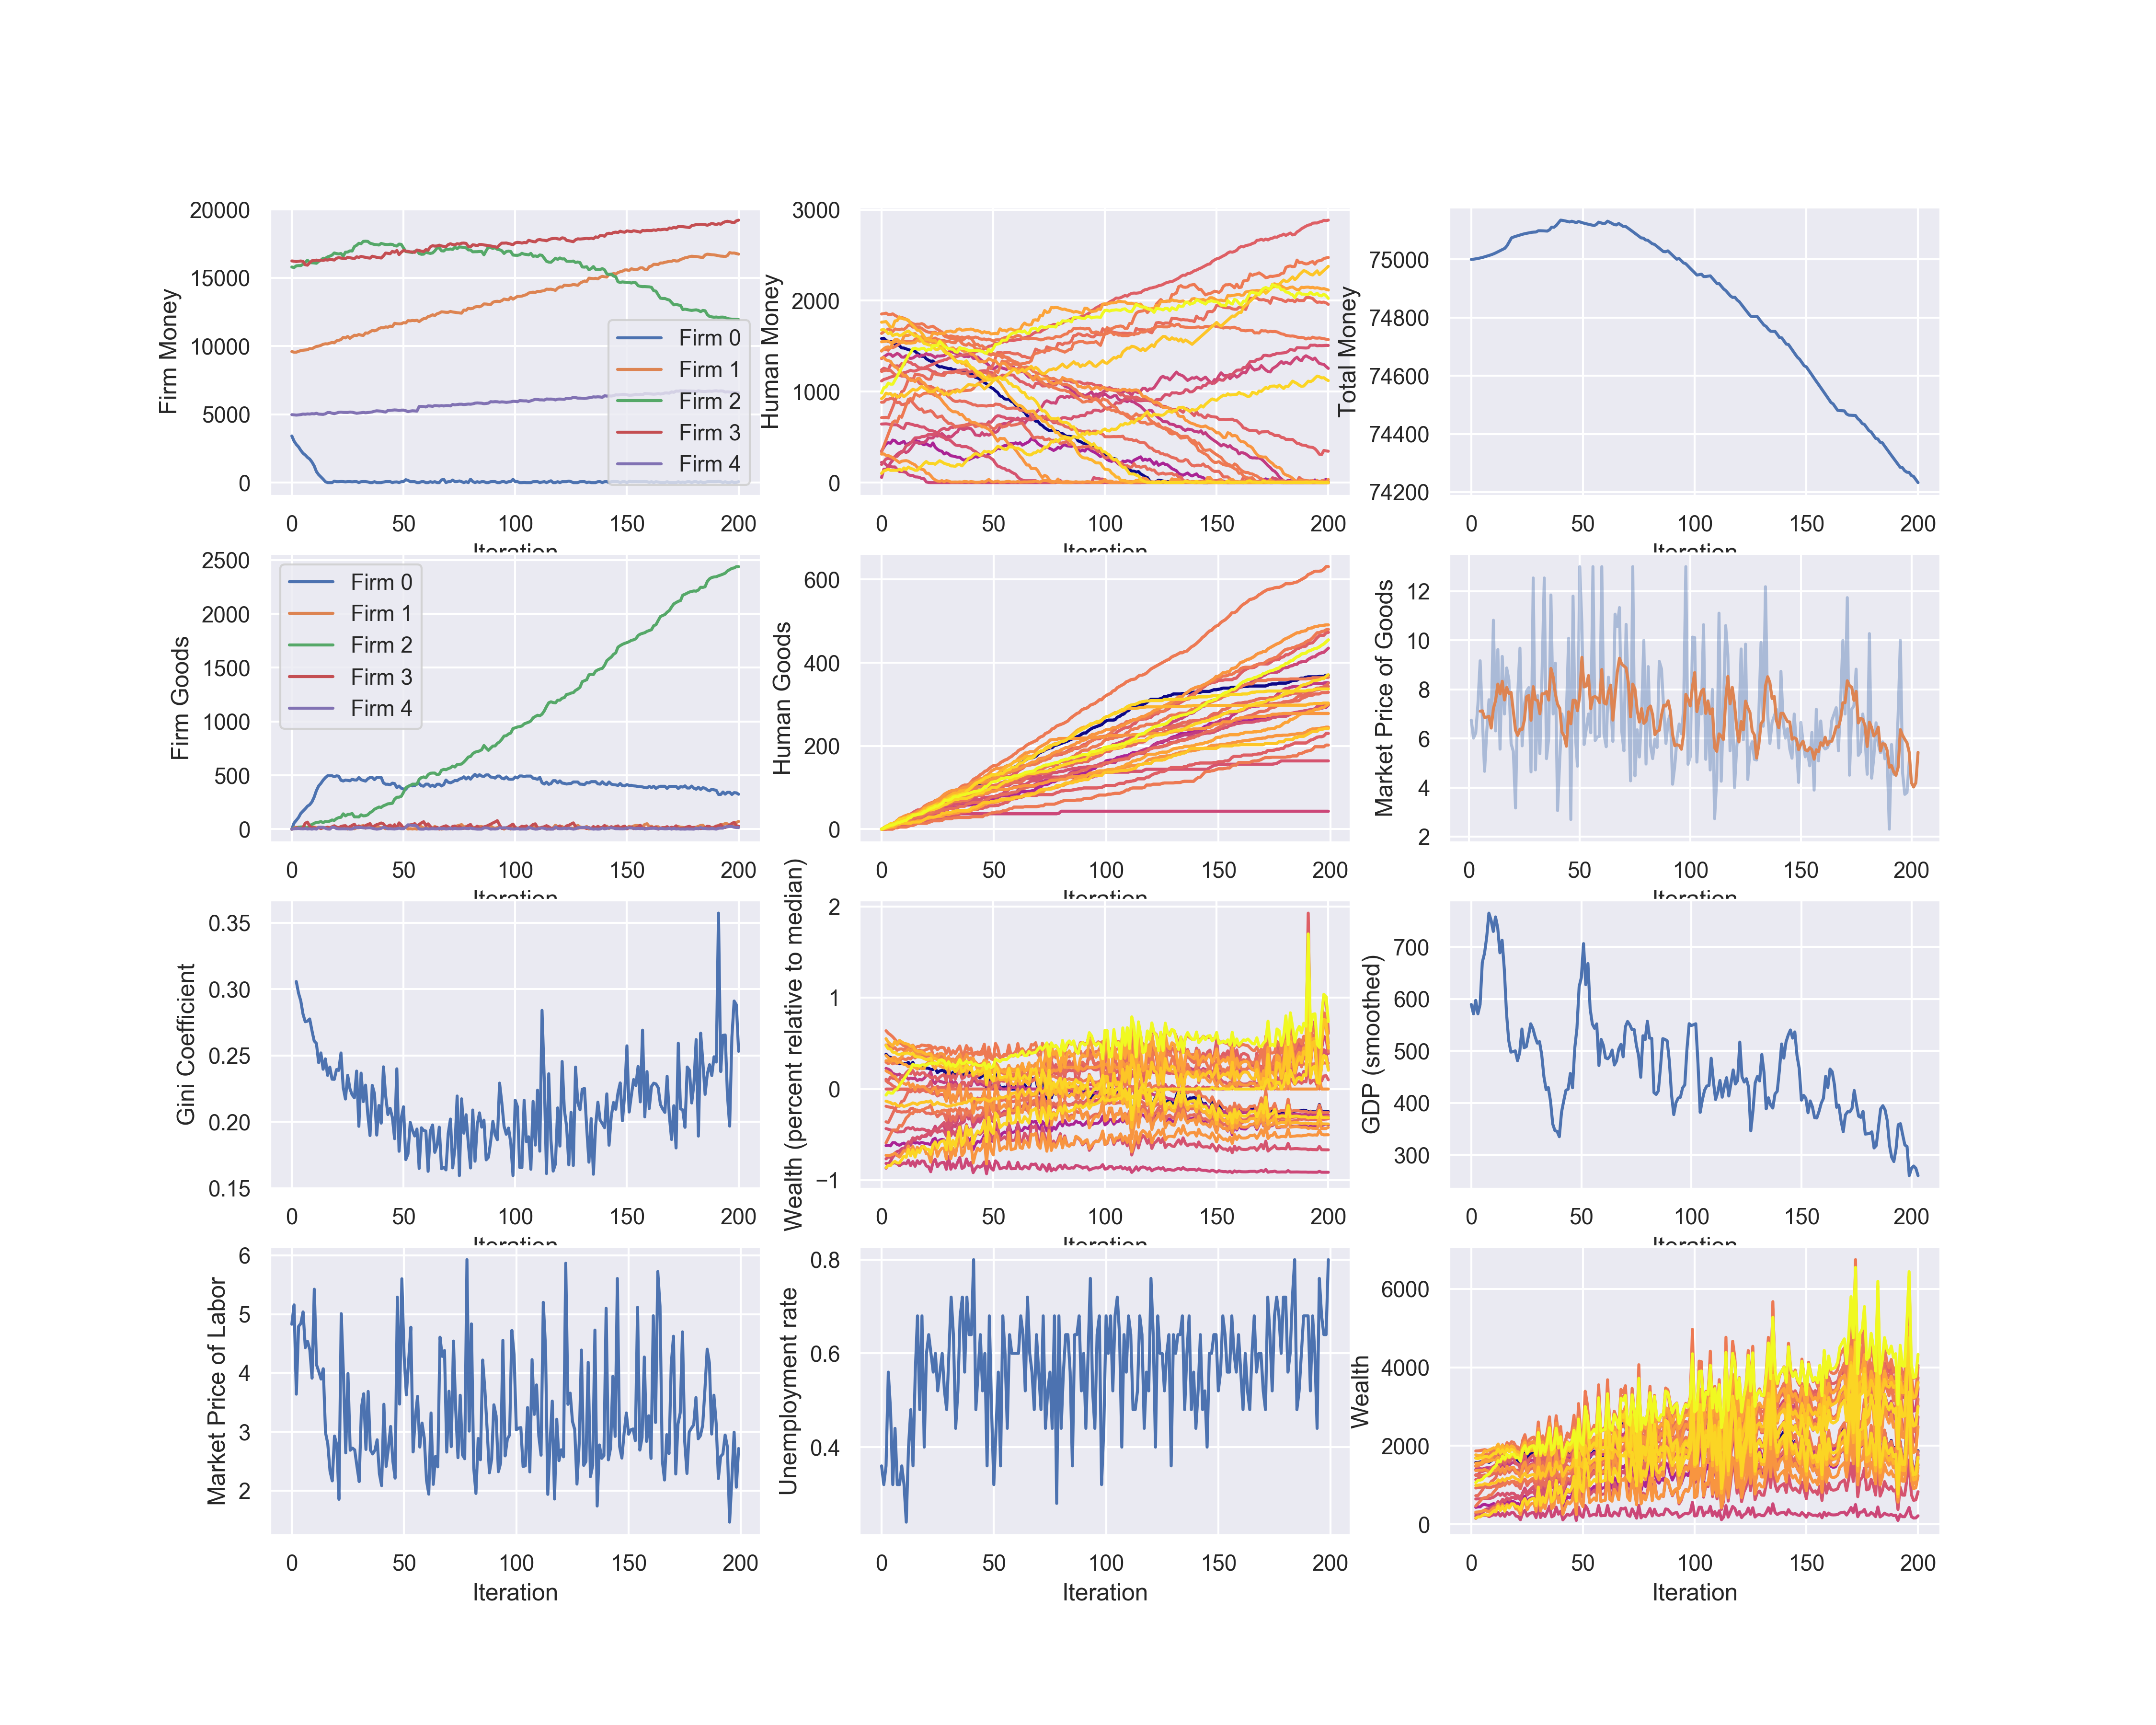 Firm Money
20000
15000
10000
5000
0
0 50 100 150 200
Iteration
Firm 0
Firm 1
Firm 2
Firm 3
Firm 4
Human Money
3000
2000
1000
0
0 50 100 150 200
Iteration
Total Money
75000
74800
74600
74400
74200
0 50 100 150 200
Iteration
Firm Goods
2500
2000
1500
1000
500
0
0 50 100 150 200
Iteration
Firm 0
Firm 1
Firm 2
Firm 3
Firm 4
Human Goods
600
400
200
0
0 50 100 150 200
Iteration
Market Price of Goods
12
10
8
6
4
2
0 50 100 150 200
Iteration
Gini Coefficient
0.35
0.30
0.25
0.20
0.15
0 50 100 150 200
Iteration
Wealth (percent relative to median)
2
1
0
−1
0 50 100 150 200
Iteration
GDP (smoothed)
700
600
500
400
300
0 50 100 150 200
Iteration
Market Price of Labor
6
5
4
3
2
0 50 100 150 200
Iteration
Unemployment rate
0.8
0.6
0.4
0 50 100 150 200
Iteration
Wealth
6000
4000
2000
0
0 50 100 150 200
Iteration